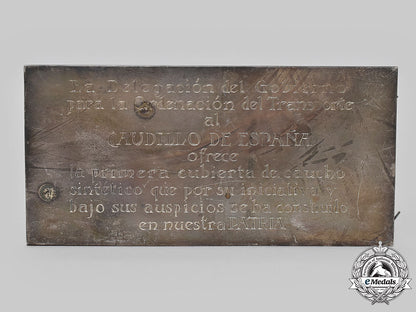 La Delegación del Gobierno
para la Ordenación del Transporte
al
CAUDILLO DE ESPAÑA
ofrece
la primera cubierta de caucho
sintético que por su iniciativa y
bajo sus auspicios se ha construido
en nuestra PATRIA
eMedals